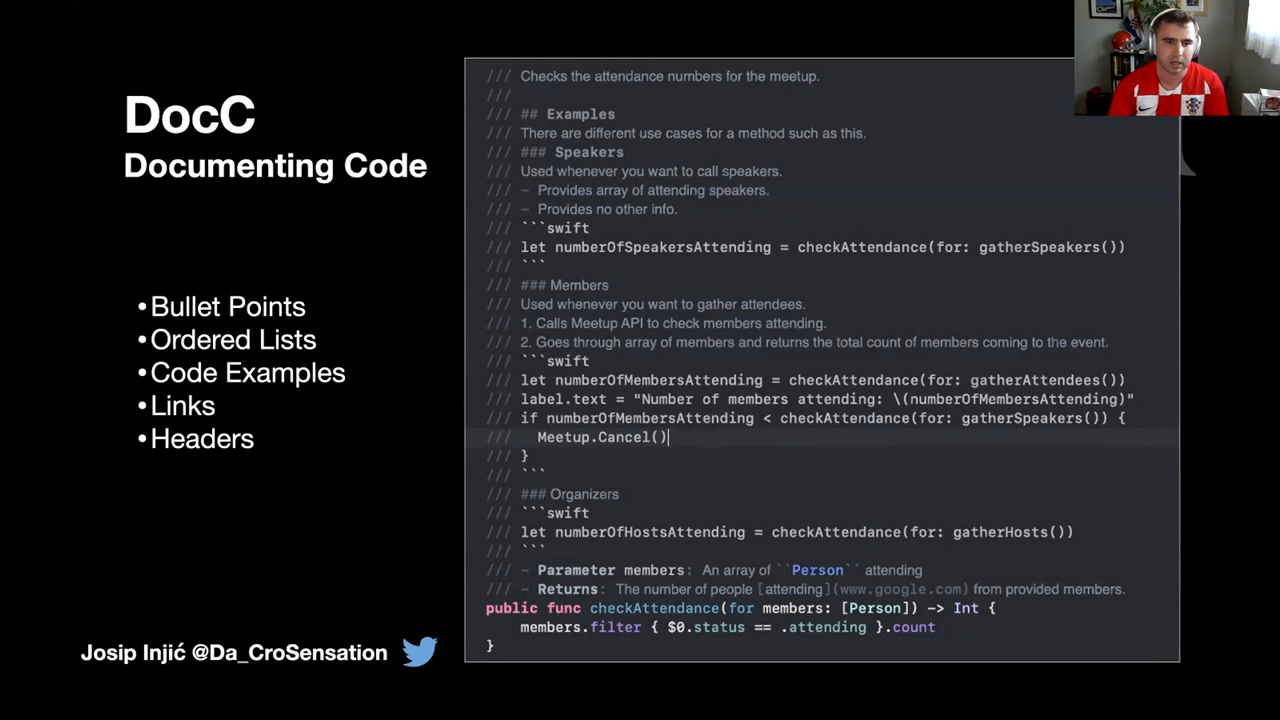 DocC
Documenting Code
•Bullet Points
•Ordered Lists
•Code Examples
•Links
•Headers
Josip Injić @Da_CroSensation
/// Checks the attendance numbers for the meetup.
///
/// ## Examples
/// There are different use cases for a method such as this.
/// ### Speakers
/// Used whenever you want to call speakers.
/// - Provides array of attending speakers.
/// - Provides no other info.
/// ```swift
/// let numberOfSpeakersAttending = checkAttendance(for: gatherSpeakers())
/// ```
/// ### Members
/// Used whenever you want to gather attendees.
/// 1. Calls Meetup API to check members attending.
/// 2. Goes through array of members and returns the total count of members coming to the event.
/// ```swift
/// let numberOfMembersAttending = checkAttendance(for: gatherAttendees())
/// label.text = "Number of members attending: \(numberOfMembersAttending)"
/// if numberOfMembersAttending < checkAttendance(for: gatherSpeakers()) {
///   Meetup.Cancel()
/// }
/// ```
/// ### Organizers
/// ```swift
/// let numberOfHostsAttending = checkAttendance(for: gatherHosts())
/// ```
/// - Parameter members: An array of ``Person`` attending
/// - Returns: The number of people [attending](www.google.com) from provided members.
public func checkAttendance(for members: [Person]) -> Int {
    members.filter { $0.status == .attending }.count
}